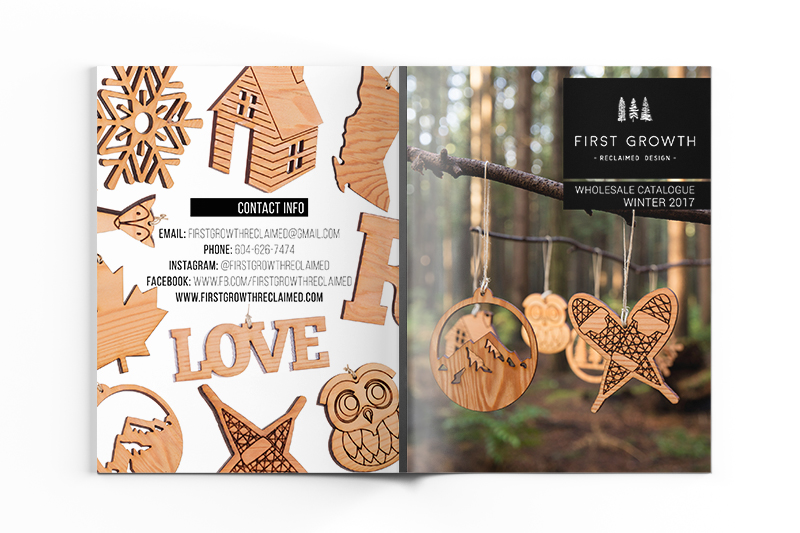 CONTACT INFO
EMAIL: FIRSTGROWTHRECLAIMED@GMAIL.COM
PHONE: 604-626-7474
INSTAGRAM: @FIRSTGROWTHRECLAIMED
FACEBOOK: WWW.FB.COM/FIRSTGROWTHRECLAIMED
WWW.FIRSTGROWTHRECLAIMED.COM
LOVE
FIRST GROWTH
- RECLAIMED DESIGN -
WHOLESALE CATALOGUE
WINTER 2017